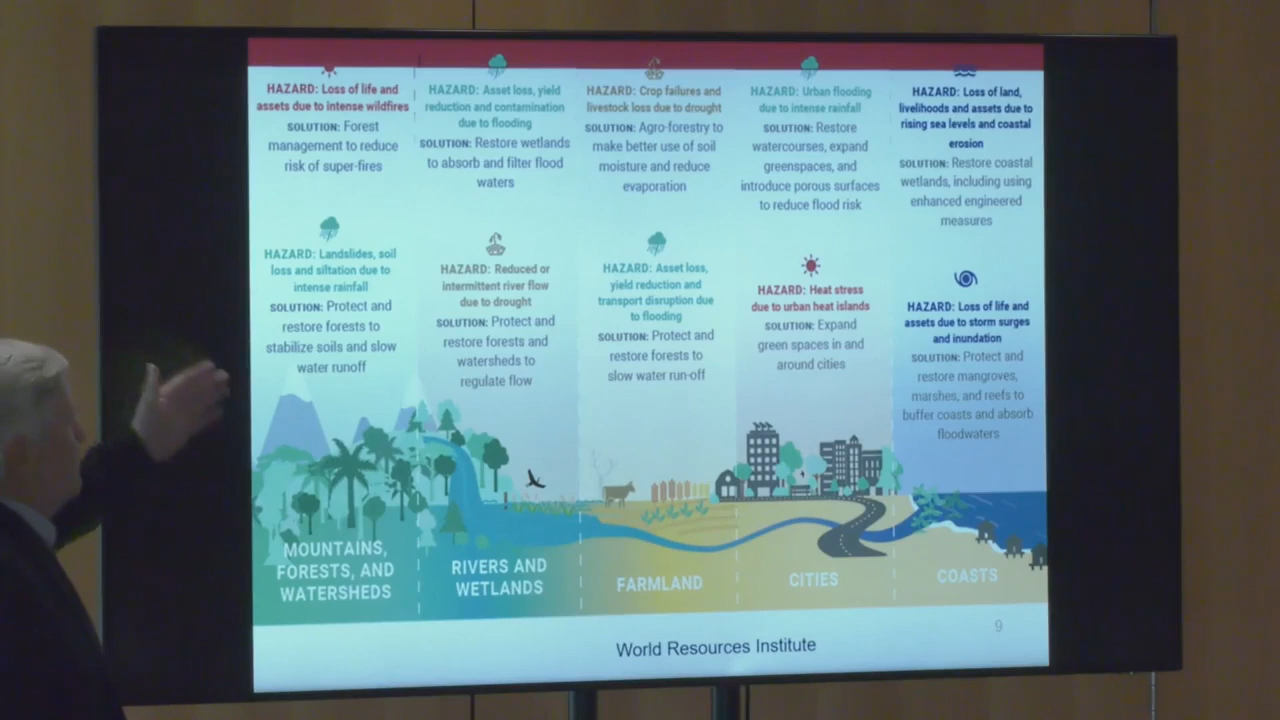 HAZARD: Loss of life and
assets due to intense wildfires
SOLUTION: Forest
management to reduce
risk of super-fires
HAZARD: Landslides, soil
loss and siltation due to
intense rainfall
SOLUTION: Protect and
restore forests to
stabilize soils and slow
water runoff
MOUNTAINS,
FORESTS, AND
WATERSHEDS
HAZARD: Asset loss, yield
reduction and contamination
due to flooding
SOLUTION: Restore wetlands
to absorb and filter flood
waters
HAZARD: Reduced or
intermittent river flow
due to drought
SOLUTION: Protect and
restore forests and
watersheds to
regulate flow
RIVERS AND
WETLANDS
HAZARD: Crop failures and
livestock loss due to drought
SOLUTION: Agro-forestry to
make better use of soil
moisture and reduce
evaporation
HAZARD: Asset loss,
yield reduction and
transport disruption due
to flooding
SOLUTION: Protect and
restore forests to
slow water run-off
FARMLAND
HAZARD: Urban flooding
due to intense rainfall
SOLUTION: Restore
watercourses, expand
greenspaces, and
introduce porous surfaces
to reduce flood risk
HAZARD: Heat stress
due to urban heat islands
SOLUTION: Expand
green spaces in and
around cities
CITIES
HAZARD: Loss of land,
livelihoods and assets due to
rising sea levels and coastal
erosion
SOLUTION: Restore coastal
wetlands, including using
enhanced engineered
measures
HAZARD: Loss of life and
assets due to storm surges
and inundation
SOLUTION: Protect and
restore mangroves,
marshes, and reefs to
buffer coasts and absorb
floodwaters
COASTS
9
World Resources Institute